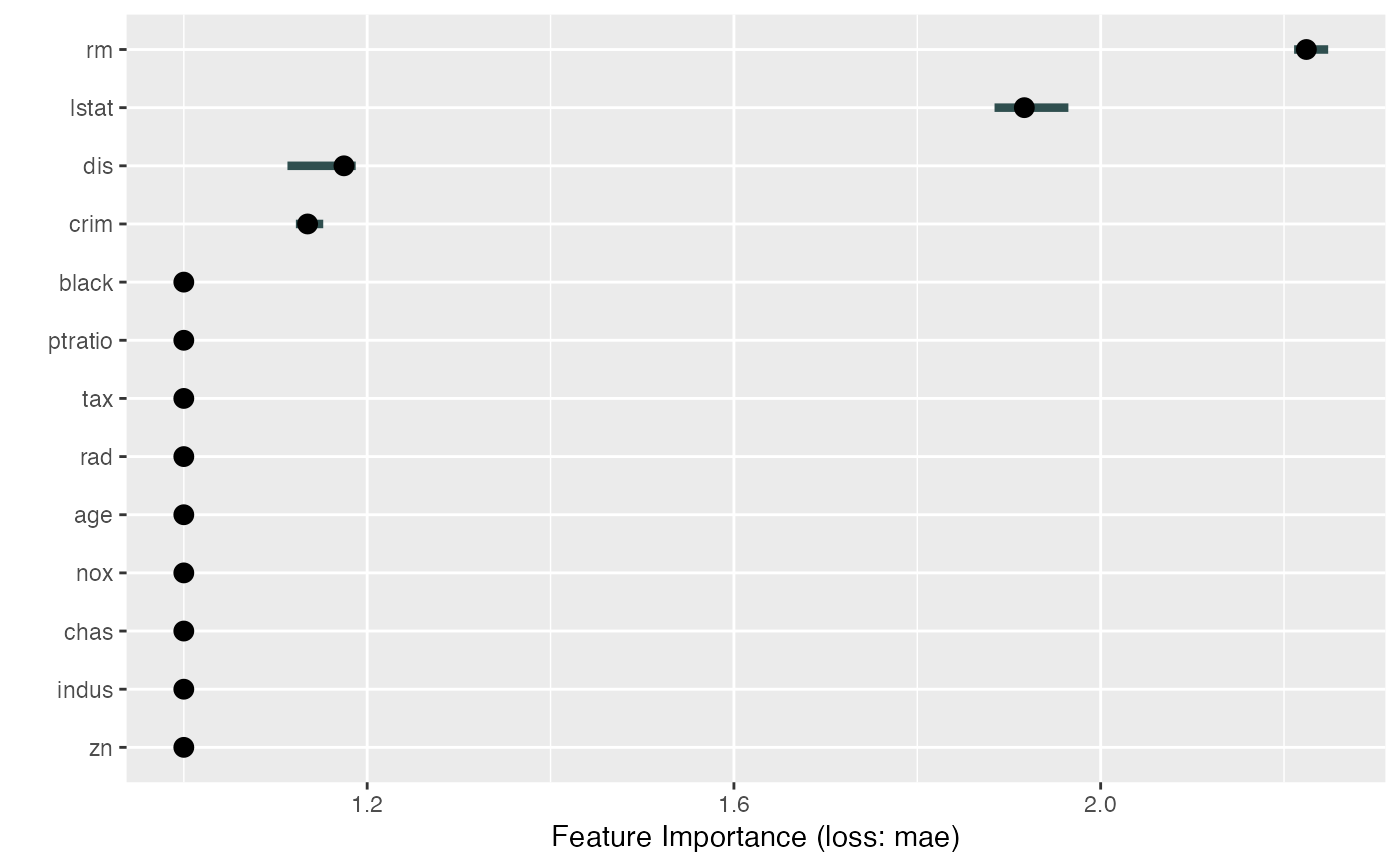 rm
lstat
dis
crim
black
ptratio
tax
rad
age
nox
chas
indus
zn
1.2 1.6 2.0
Feature Importance (loss: mae)